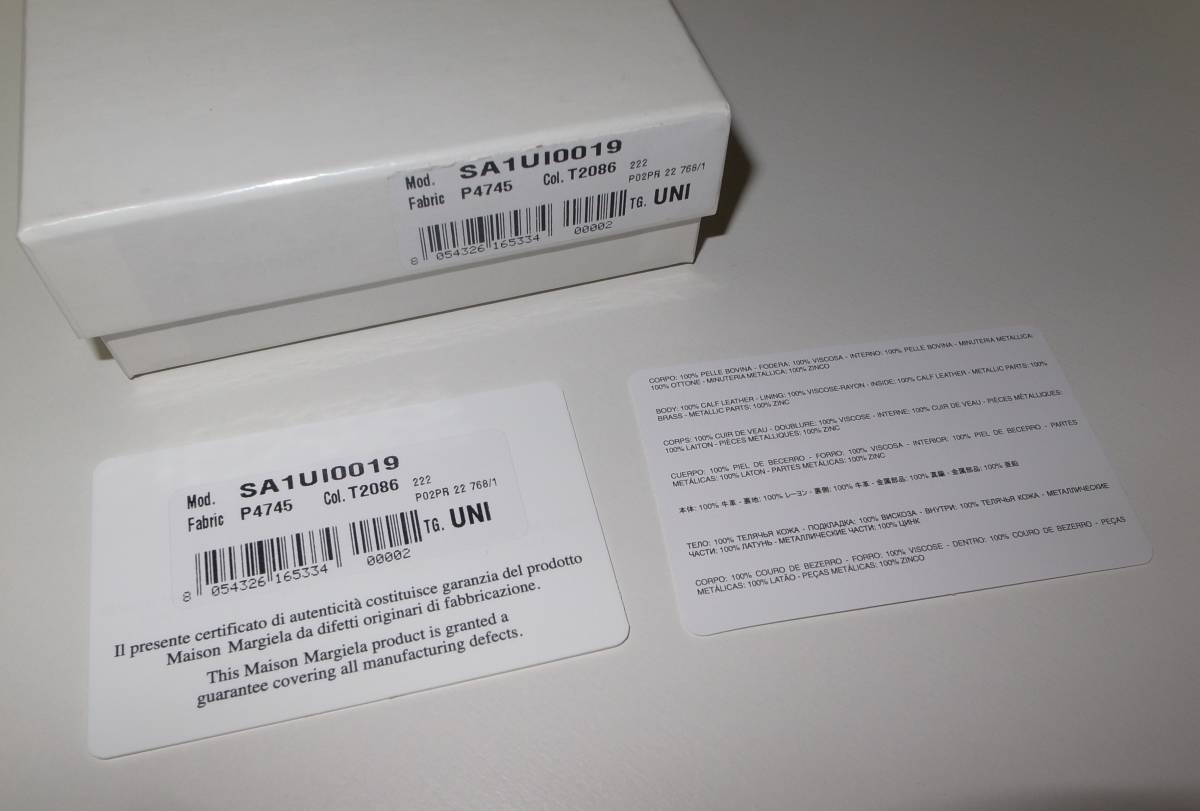 Mod. SA1UI0019
Fabric P4745 Col. T2086 222
P02PR 22 768/1
TG. UNI
8 054326 165334 00002
Mod. SA1UI0019
Fabric P4745 Col. T2086 222
P02PR 22 768/1
TG. UNI
8 054326 165334 00002
Il presente certificato di autenticità costituisce garanzia del prodotto
Maison Margiela da difetti originari di fabbricazione.
This Maison Margiela product is granted a
guarantee covering all manufacturing defects.
CORPO: 100% PELLE BOVINA - FODERA: 100% VISCOSA - INTERNO: 100% PELLE BOVINA - MINUTERIA METALLICA:
100% OTTONE - MINUTERIA METALLICA: 100% ZINCO
BODY: 100% CALF LEATHER - LINING: 100% VISCOSE-RAYON - INSIDE: 100% CALF LEATHER - METALLIC PARTS: 100%
BRASS - METALLIC PARTS: 100% ZINC
CORPS: 100% CUIR DE VEAU - DOUBLURE: 100% VISCOSE - INTERNE: 100% CUIR DE VEAU - PIÈCES MÉTALLIQUES:
100% LAITON - PIÈCES METALLIQUES: 100% ZINC
CUERPO: 100% PIEL DE BECERRO - FORRO: 100% VISCOSA - INTERIOR: 100% PIEL DE BECERRO - PARTES
METÁLICAS: 100% LATON - PARTES METÁLICAS: 100% ZINC
本体: 100% 牛革 - 裏地: 100% レーヨン - 裏側: 100% 牛革 - 金属部品: 100% 真鍮 - 金属部品: 100% 亜鉛
ТЕЛО: 100% ТЕЛЯЧЬЯ КОЖА - ПОДКЛАДКА: 100% ВИСКОЗА - ВНУТРИ: 100% ТЕЛЯЧЬЯ КОЖА - МЕТАЛЛИЧЕСКИЕ
ЧАСТИ: 100% ЛАТУНЬ - МЕТАЛЛИЧЕСКИЕ ЧАСТИ: 100% ЦИНК
CORPO: 100% COURO DE BEZERRO - FORRO: 100% VISCOSE - DENTRO: 100% COURO DE BEZERRO - PEÇAS
METÁLICAS: 100% LATÃO - PEÇAS METÁLICAS: 100% ZINCO